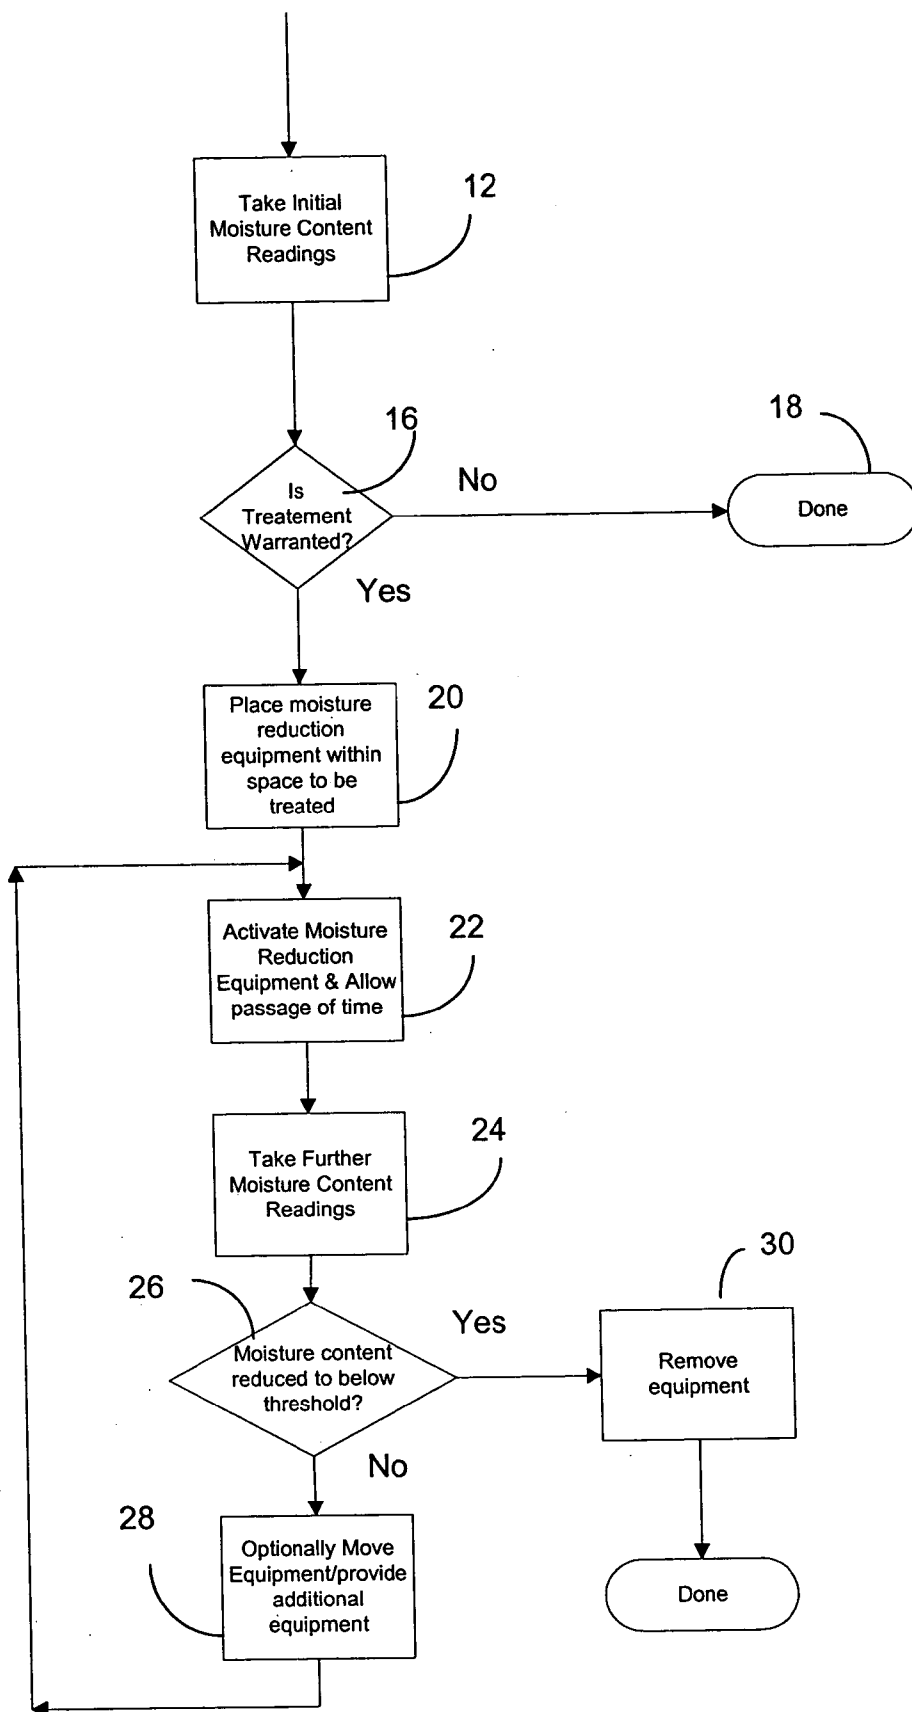 Take Initial
Moisture Content
Readings
12
16
Is
Treatement
Warranted?
No
18
Done
Yes
Place moisture
reduction
equipment within
space to be
treated
20
Activate Moisture
Reduction
Equipment & Allow
passage of time
22
Take Further
Moisture Content
Readings
24
26
Moisture content
reduced to below
threshold?
Yes
30
Remove
equipment
No
28
Optionally Move
Equipment/provide
additional
equipment
Done